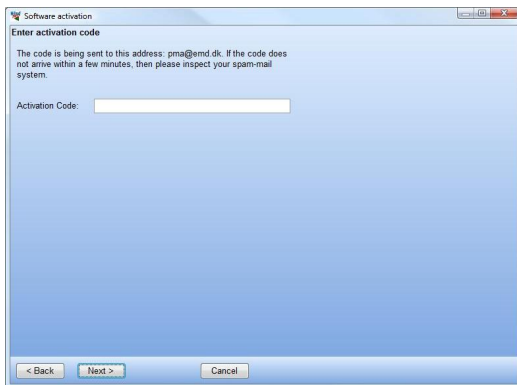 Software activation
Enter activation code
The code is being sent to this address: pma@emd.dk. If the code does
not arrive within a few minutes, then please inspect your spam-mail
system.
Activation Code:
< Back Next > Cancel